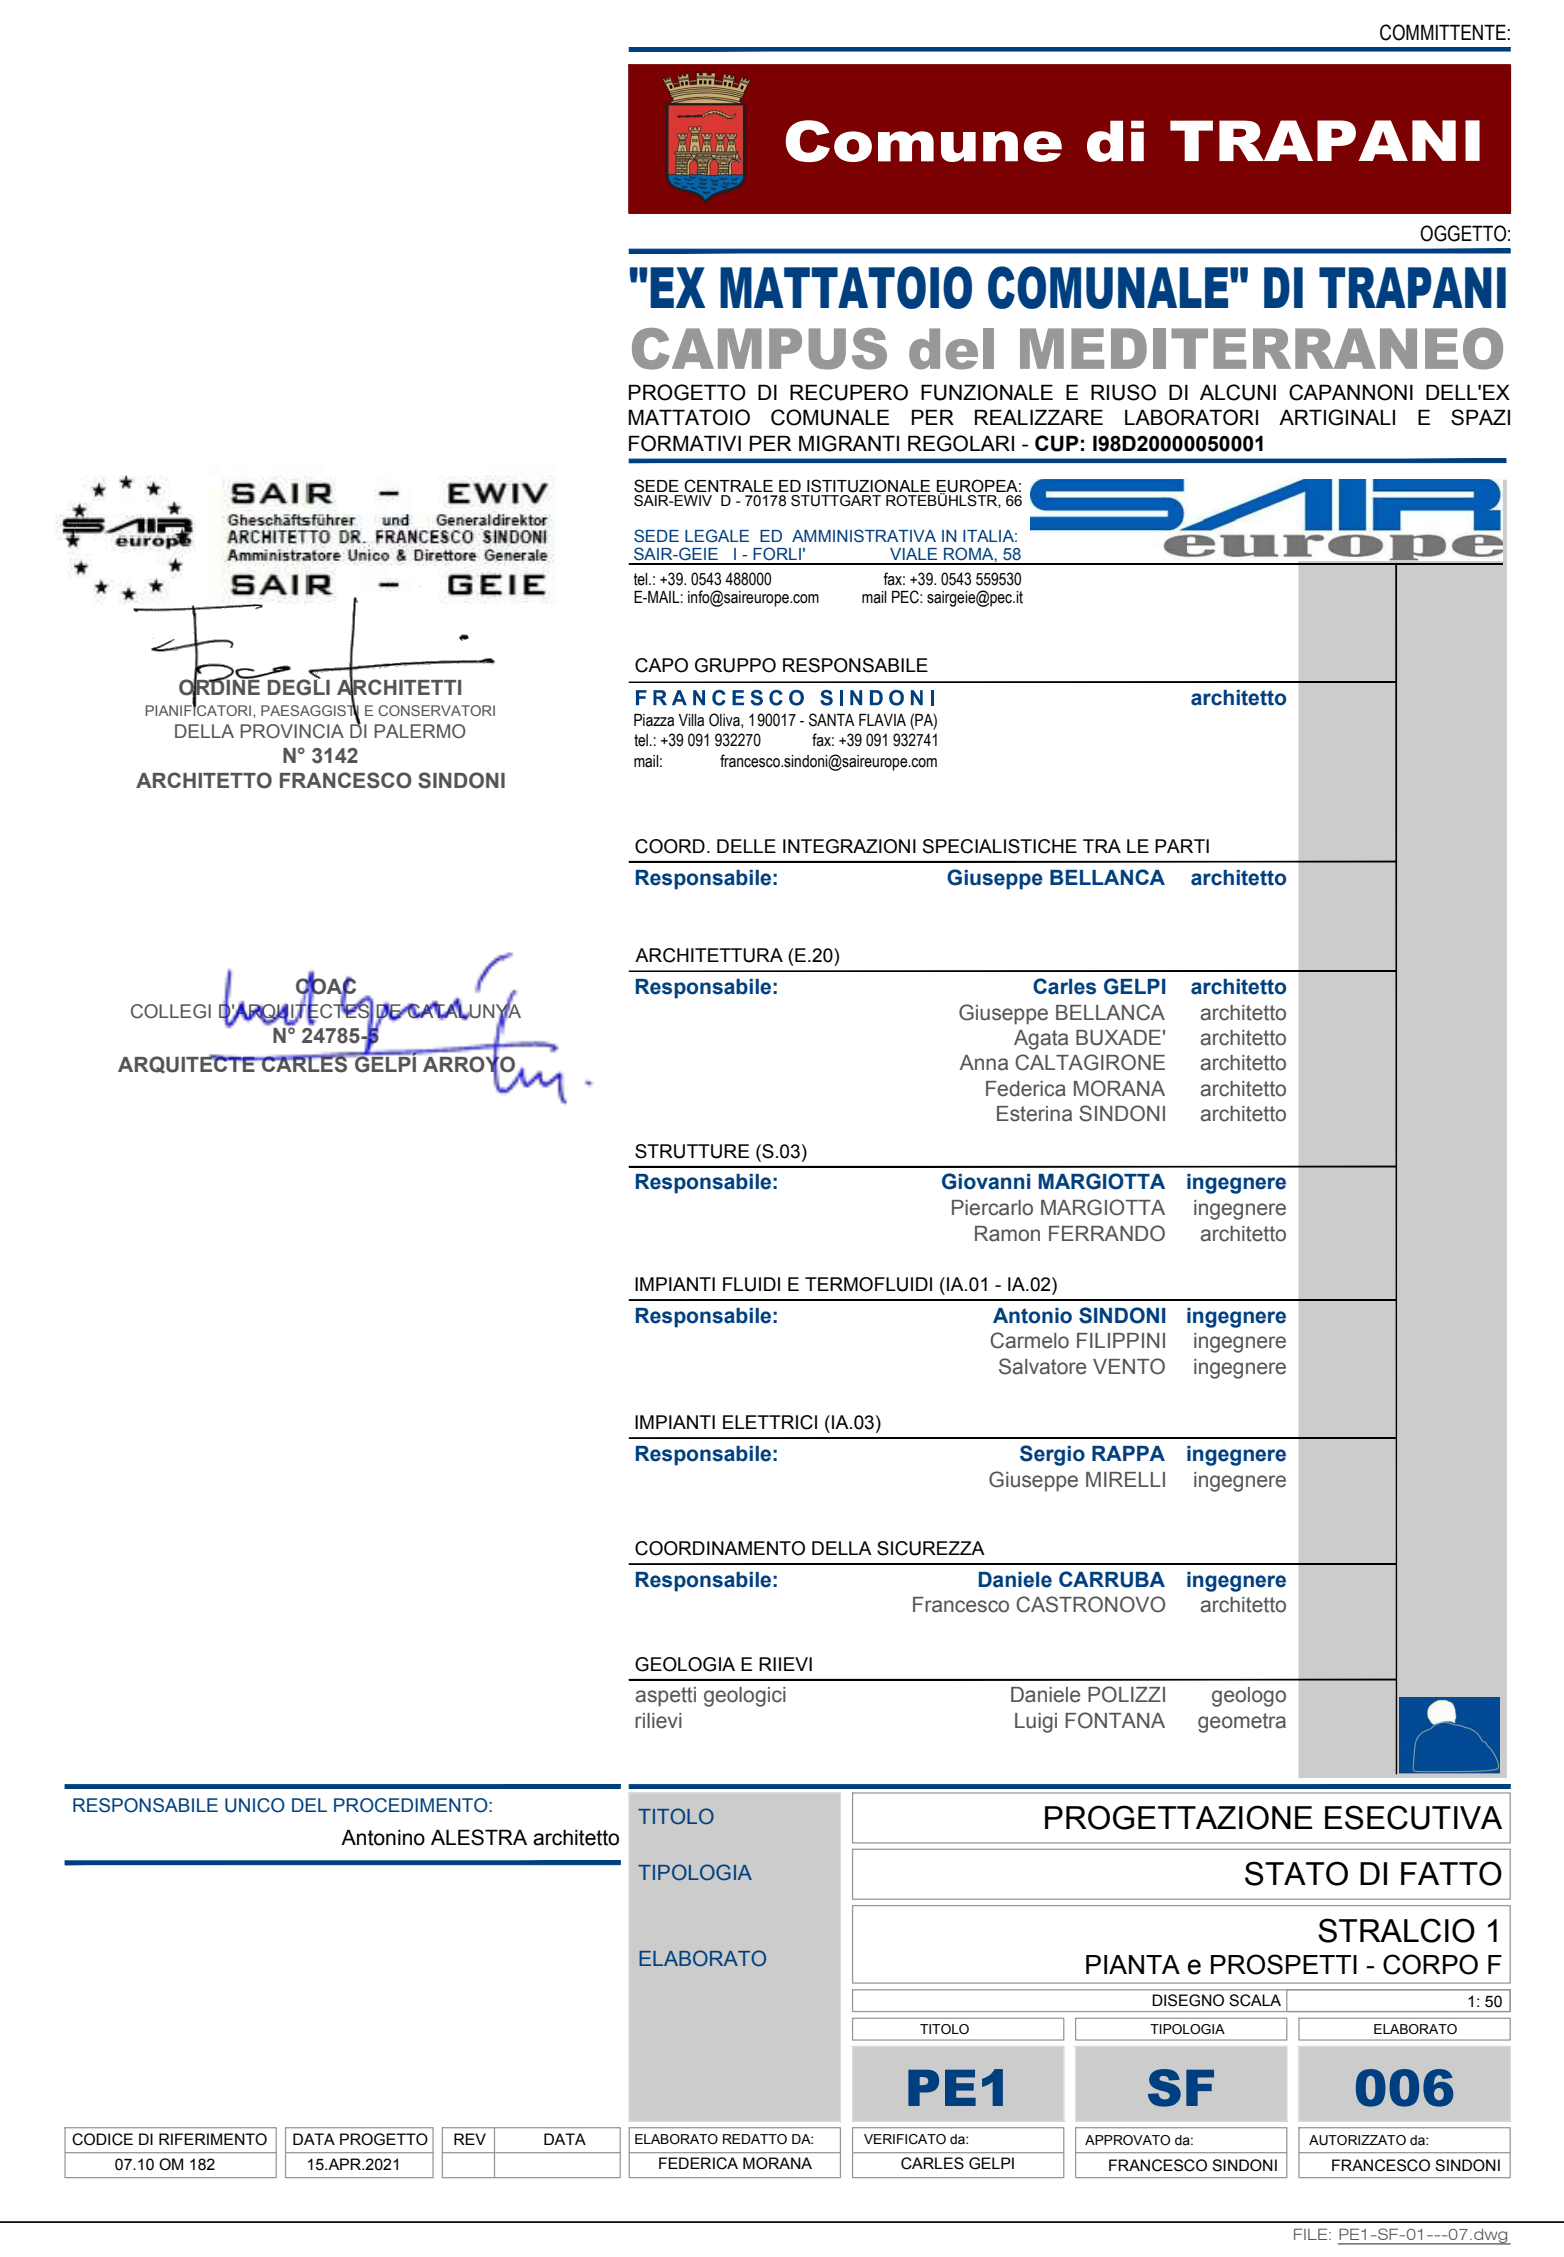 COMMITTENTE:
Comune di TRAPANI
OGGETTO:
"EX MATTATOIO COMUNALE" DI TRAPANI
CAMPUS del MEDITERRANEO
PROGETTO DI RECUPERO FUNZIONALE E RIUSO DI ALCUNI CAPANNONI DELL'EX
MATTATOIO COMUNALE PER REALIZZARE LABORATORI ARTIGINALI E SPAZI
FORMATIVI PER MIGRANTI REGOLARI - CUP: I98D20000050001
SAIR europe
SAIR - EWIV
Gheschäftsführer und Generaldirektor
ARCHITETTO DR. FRANCESCO SINDONI
Amministratore Unico & Direttore Generale
SAIR - GEIE
ORDINE DEGLI ARCHITETTI
PIANIFICATORI, PAESAGGISTI E CONSERVATORI
DELLA PROVINCIA DI PALERMO
N° 3142
ARCHITETTO FRANCESCO SINDONI
COAC
COLLEGI D'ARQUITECTES DE CATALUNYA
N° 24785-5
ARQUITECTE CARLES GELPÍ ARROYO
SEDE CENTRALE ED ISTITUZIONALE EUROPEA:
SAIR-EWIV D - 70178 STUTTGART ROTEBÜHLSTR, 66
SEDE LEGALE ED AMMINISTRATIVA IN ITALIA:
SAIR-GEIE I - FORLI' VIALE ROMA, 58
SAIR
europe
tel.: +39. 0543 488000 fax: +39. 0543 559530
E-MAIL: info@saireurope.com mail PEC: sairgeie@pec.it
CAPO GRUPPO RESPONSABILE
FRANCESCO SINDONI architetto
Piazza Villa Oliva, 190017 - SANTA FLAVIA (PA)
tel.: +39 091 932270 fax: +39 091 932741
mail: francesco.sindoni@saireurope.com
COORD. DELLE INTEGRAZIONI SPECIALISTICHE TRA LE PARTI
Responsabile: Giuseppe BELLANCA architetto
ARCHITETTURA (E.20)
Responsabile: Carles GELPI architetto
Giuseppe BELLANCA architetto
Agata BUXADE' architetto
Anna CALTAGIRONE architetto
Federica MORANA architetto
Esterina SINDONI architetto
STRUTTURE (S.03)
Responsabile: Giovanni MARGIOTTA ingegnere
Piercarlo MARGIOTTA ingegnere
Ramon FERRANDO architetto
IMPIANTI FLUIDI E TERMOFLUIDI (IA.01 - IA.02)
Responsabile: Antonio SINDONI ingegnere
Carmelo FILIPPINI ingegnere
Salvatore VENTO ingegnere
IMPIANTI ELETTRICI (IA.03)
Responsabile: Sergio RAPPA ingegnere
Giuseppe MIRELLI ingegnere
COORDINAMENTO DELLA SICUREZZA
Responsabile: Daniele CARRUBA ingegnere
Francesco CASTRONOVO architetto
GEOLOGIA E RIIEVI
aspetti geologici Daniele POLIZZI geologo
rilievi Luigi FONTANA geometra
RESPONSABILE UNICO DEL PROCEDIMENTO:
Antonino ALESTRA architetto
TITOLO PROGETTAZIONE ESECUTIVA
TIPOLOGIA STATO DI FATTO
ELABORATO STRALCIO 1
PIANTA e PROSPETTI - CORPO F
DISEGNO SCALA 1: 50
TITOLO TIPOLOGIA ELABORATO
PE1 SF 006
CODICE DI RIFERIMENTO DATA PROGETTO REV DATA ELABORATO REDATTO DA: VERIFICATO da: APPROVATO da: AUTORIZZATO da:
07.10 OM 182 15.APR.2021 FEDERICA MORANA CARLES GELPI FRANCESCO SINDONI FRANCESCO SINDONI
FILE: PE1-SF-01---07.dwg